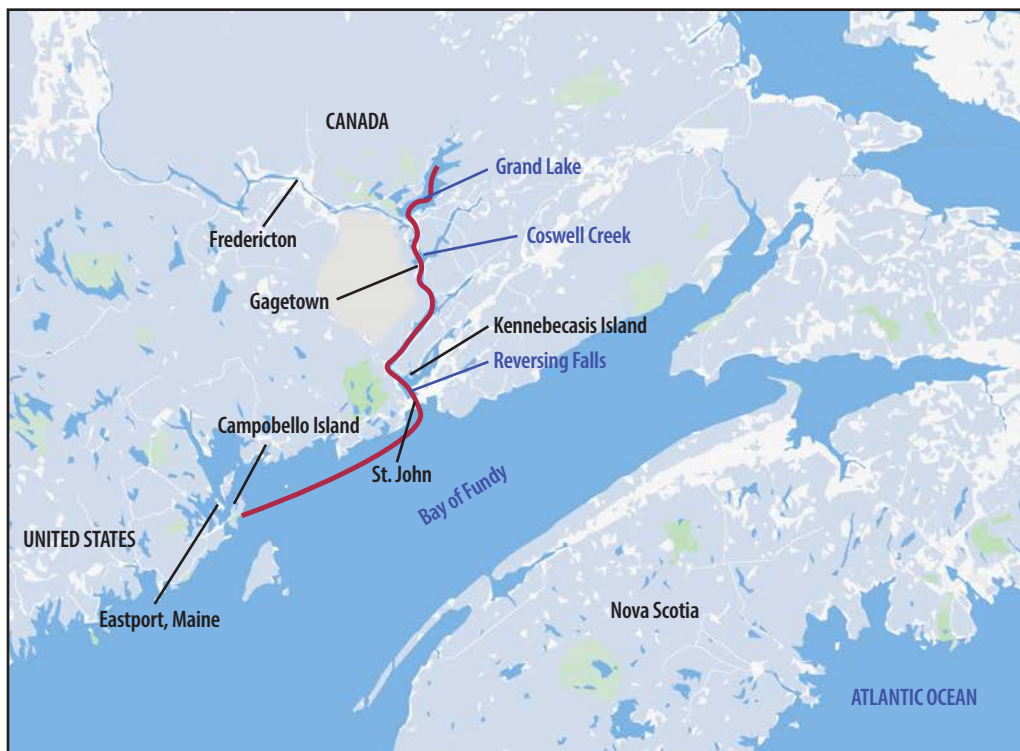 CANADA
Grand Lake
Fredericton
Coswell Creek
Gagetown
Kennebecasis Island
Reversing Falls
Campobello Island
St. John
Bay of Fundy
UNITED STATES
Eastport, Maine
Nova Scotia
ATLANTIC OCEAN